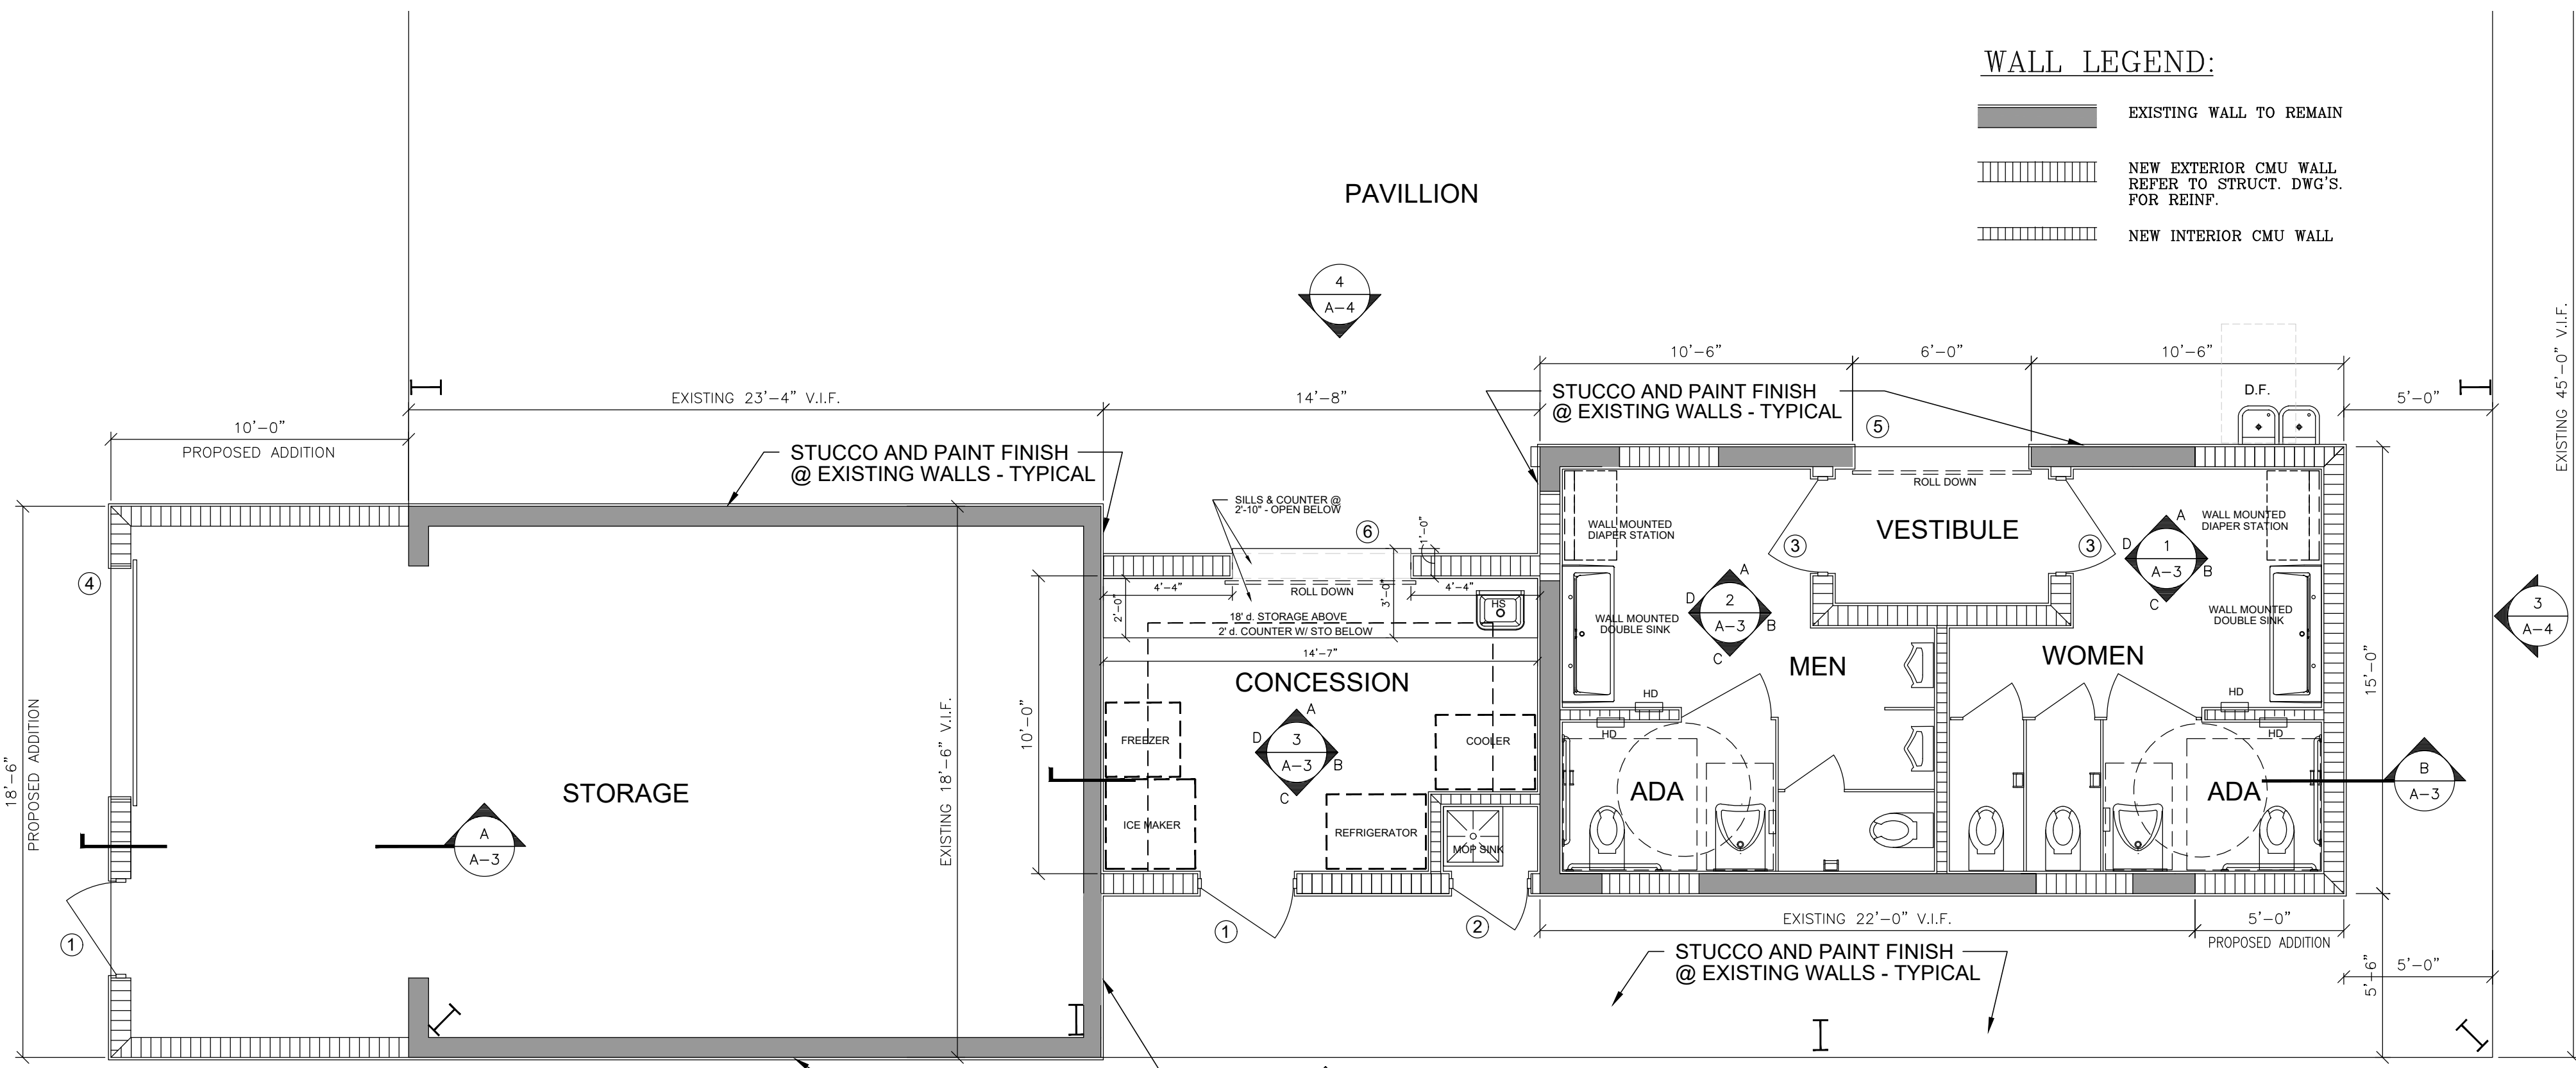 WALL LEGEND:
EXISTING WALL TO REMAIN
NEW EXTERIOR CMU WALL
REFER TO STRUCT. DWG'S.
FOR REINF.
NEW INTERIOR CMU WALL
PAVILLION
4
A-4
EXISTING 45'-0" V.I.F.
10'-6"
6'-0"
10'-6"
D.F.
5'-0"
EXISTING 23'-4" V.I.F.
14'-8"
STUCCO AND PAINT FINISH
@ EXISTING WALLS - TYPICAL
10'-0"
PROPOSED ADDITION
STUCCO AND PAINT FINISH
@ EXISTING WALLS - TYPICAL
5
ROLL DOWN
SILLS & COUNTER @
2'-10" - OPEN BELOW
6
1'-0"
WALL MOUNTED
DIAPER STATION
VESTIBULE
WALL MOUNTED
DIAPER STATION
3
3
A
D
1
A-3
B
C
4
4'-4"
ROLL DOWN
4'-4"
2'-0"
3'-0"
HS
18' d. STORAGE ABOVE
2' d. COUNTER W/ STO BELOW
14'-7"
WALL MOUNTED
DOUBLE SINK
A
D
2
A-3
B
C
WALL MOUNTED
DOUBLE SINK
3
A-4
CONCESSION
MEN
WOMEN
15'-0"
HD
HD
HD
HD
18'-6"
PROPOSED ADDITION
STORAGE
EXISTING 18'-6" V.I.F.
10'-0"
FREEZER
A
D
3
A-3
B
C
COOLER
ICE MAKER
REFRIGERATOR
MOP SINK
ADA
ADA
B
A-3
A
A-3
1
1
2
EXISTING 22'-0" V.I.F.
5'-0"
PROPOSED ADDITION
STUCCO AND PAINT FINISH
@ EXISTING WALLS - TYPICAL
5'-6"
5'-0"